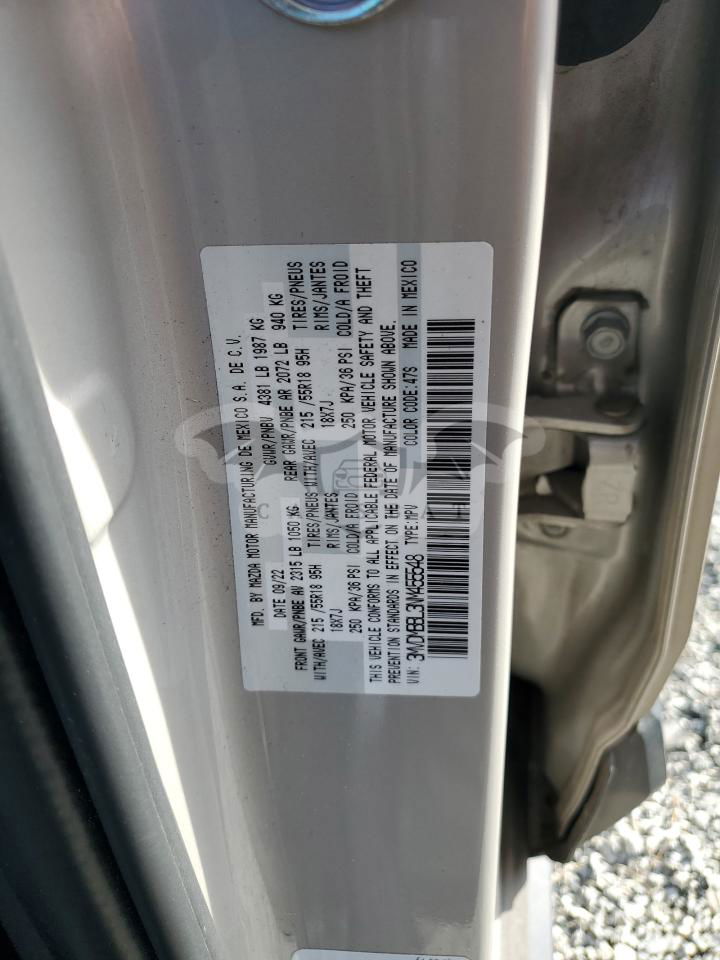 MFD. BY MAZDA MOTOR MANUFACTURING DE MEXICO S.A. DE C.V.
DATE 09/22 GVWR/PNBV 4381 LB 1987 KG
FRONT GAWR/PNBE AV 2315 LB 1050 KG REAR GAWR/PNBE AR 2072 LB 940 KG
TIRES/PNEUS TIRES/PNEUS
WITH/AVEC 215 /55R18 95H WITH/AVEC 215 /55R18 95H
RIMS/JANTES RIMS/JANTES
18X7J 18X7J
250 KPA/36 PSI COLD/A FROID 250 KPA/36 PSI COLD/A FROID
THIS VEHICLE CONFORMS TO ALL APPLICABLE FEDERAL MOTOR VEHICLE SAFETY AND THEFT
PREVENTION STANDARDS IN EFFECT ON THE DATE OF MANUFACTURE SHOWN ABOVE.
VIN: TYPE:MPV COLOR CODE:47S MADE IN MEXICO